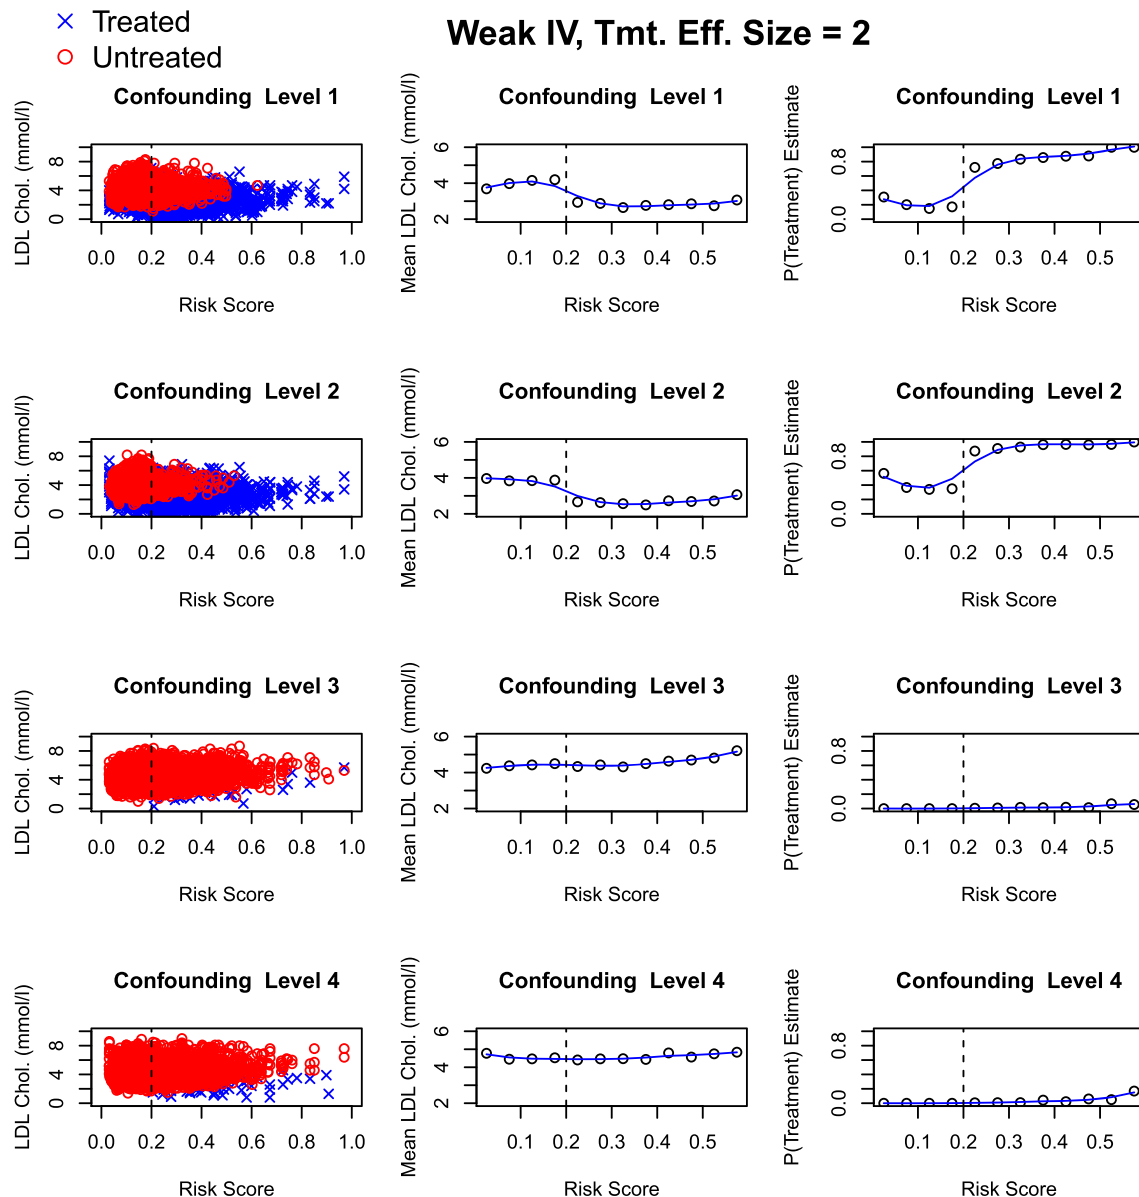 Treated
Untreated
Weak IV, Tmt. Eff. Size = 2
Confounding Level 1
LDL Chol. (mmol/l)
0 4 8
0.0 0.2 0.4 0.6 0.8 1.0
Risk Score
Confounding Level 1
Mean LDL Chol. (mmol/l)
2 4 6
0.1 0.2 0.3 0.4 0.5
Risk Score
Confounding Level 1
P(Treatment) Estimate
0.0 0.8
0.1 0.2 0.3 0.4 0.5
Risk Score
Confounding Level 2
LDL Chol. (mmol/l)
0 4 8
0.0 0.2 0.4 0.6 0.8 1.0
Risk Score
Confounding Level 2
Mean LDL Chol. (mmol/l)
2 4 6
0.1 0.2 0.3 0.4 0.5
Risk Score
Confounding Level 2
P(Treatment) Estimate
0.0 0.8
0.1 0.2 0.3 0.4 0.5
Risk Score
Confounding Level 3
LDL Chol. (mmol/l)
0 4 8
0.0 0.2 0.4 0.6 0.8 1.0
Risk Score
Confounding Level 3
Mean LDL Chol. (mmol/l)
2 4 6
0.1 0.2 0.3 0.4 0.5
Risk Score
Confounding Level 3
P(Treatment) Estimate
0.0 0.8
0.1 0.2 0.3 0.4 0.5
Risk Score
Confounding Level 4
LDL Chol. (mmol/l)
0 4 8
0.0 0.2 0.4 0.6 0.8 1.0
Risk Score
Confounding Level 4
Mean LDL Chol. (mmol/l)
2 4 6
0.1 0.2 0.3 0.4 0.5
Risk Score
Confounding Level 4
P(Treatment) Estimate
0.0 0.8
0.1 0.2 0.3 0.4 0.5
Risk Score